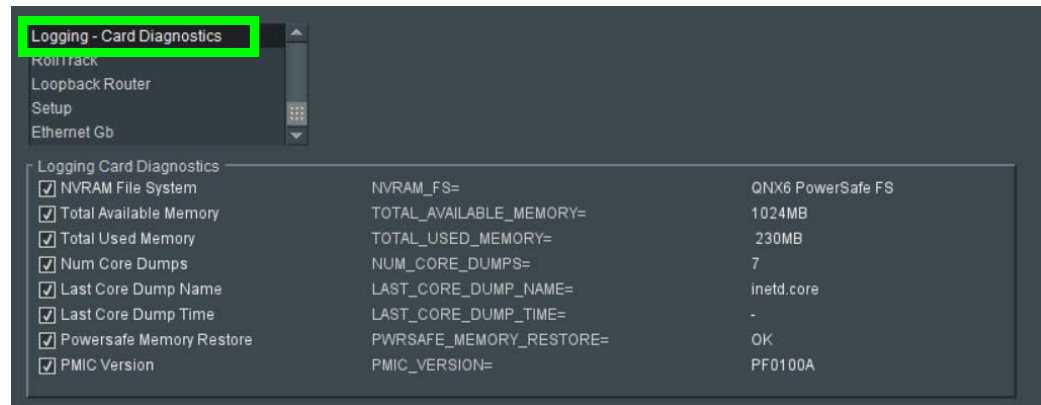 Logging - Card Diagnostics
RollTrack
Loopback Router
Setup
Ethernet Gb
Logging Card Diagnostics
NVRAM File System NVRAM_FS= QNX6 PowerSafe FS
Total Available Memory TOTAL_AVAILABLE_MEMORY= 1024MB
Total Used Memory TOTAL_USED_MEMORY= 230MB
Num Core Dumps NUM_CORE_DUMPS= 7
Last Core Dump Name LAST_CORE_DUMP_NAME= inetd.core
Last Core Dump Time LAST_CORE_DUMP_TIME= -
Powersafe Memory Restore PWRSAFE_MEMORY_RESTORE= OK
PMIC Version PMIC_VERSION= PF0100A